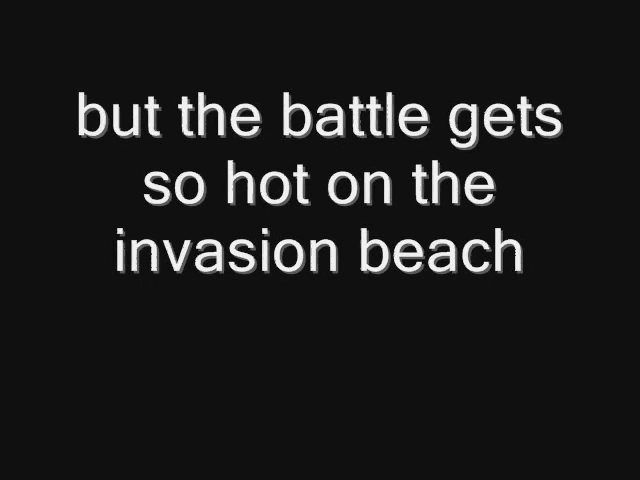 but the battle gets
so hot on the
invasion beach